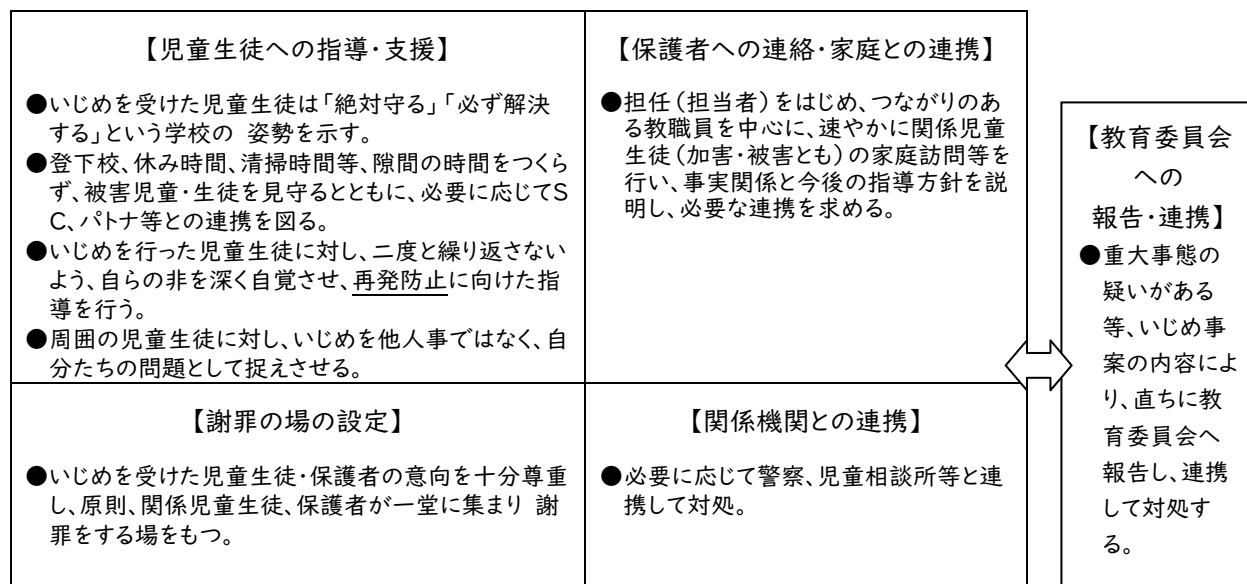 【児童生徒への指導・支援】
●いじめを受けた児童生徒は「絶対守る」「必ず解決
する」という学校の 姿勢を示す。
●登下校、休み時間、清掃時間等、隙間の時間をつくら
ず、被害児童・生徒を見守るとともに、必要に応じてS
C、パトナ等との連携を図る。
●いじめを行った児童生徒に対し、二度と繰り返さない
よう、自らの非を深く自覚させ、再発防止に向けた指
導を行う。
●周囲の児童生徒に対し、いじめを他人事ではなく、自
分たちの問題として捉えさせる。
【保護者への連絡・家庭との連携】
●担任（担当者）をはじめ、つながりのあ
る教職員を中心に、速やかに関係児童
生徒（加害・被害とも）の家庭訪問等を
行い、事実関係と今後の指導方針を説
明し、必要な連携を求める。
【謝罪の場の設定】
●いじめを受けた児童生徒・保護者の意向を十分尊重
し、原則、関係児童生徒、保護者が一堂に集まり 謝
罪をする場をもつ。
【関係機関との連携】
●必要に応じて警察、児童相談所等と連
携して対処。
【教育委員会
への
報告・連携】
●重大事態の
疑いがある
等、いじめ事
案の内容によ
り、直ちに教
育委員会へ
報告し、連携
して対処す
る。